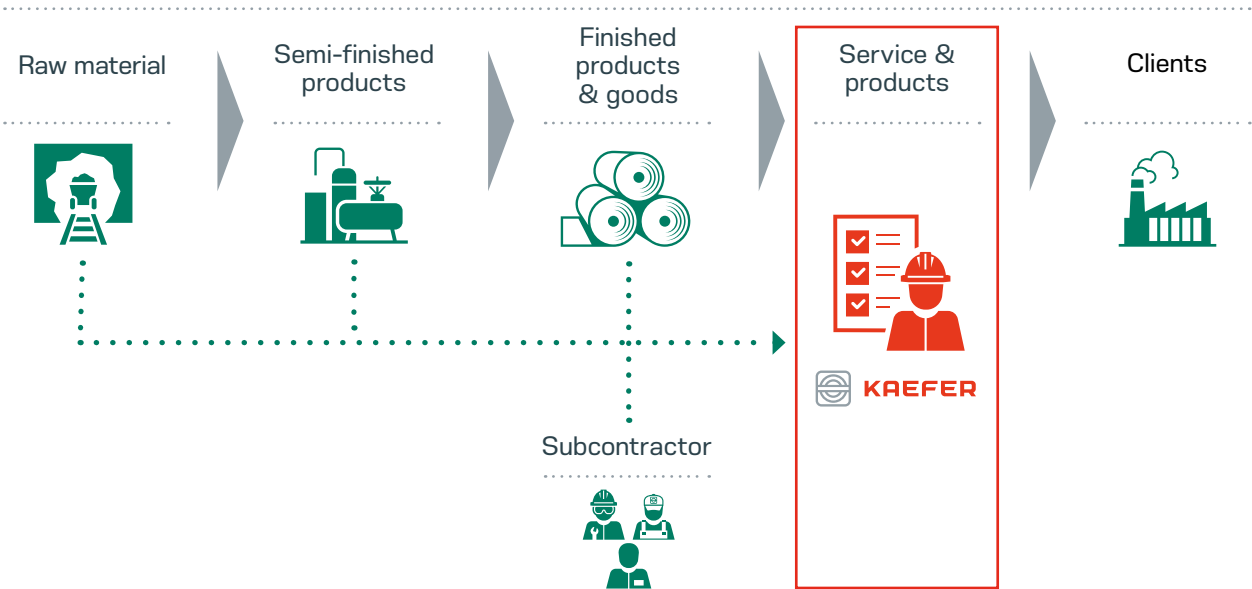 Raw material
Semi-finished
products
Finished
products
& goods
Service &
products
Clients
KAEFER
Subcontractor